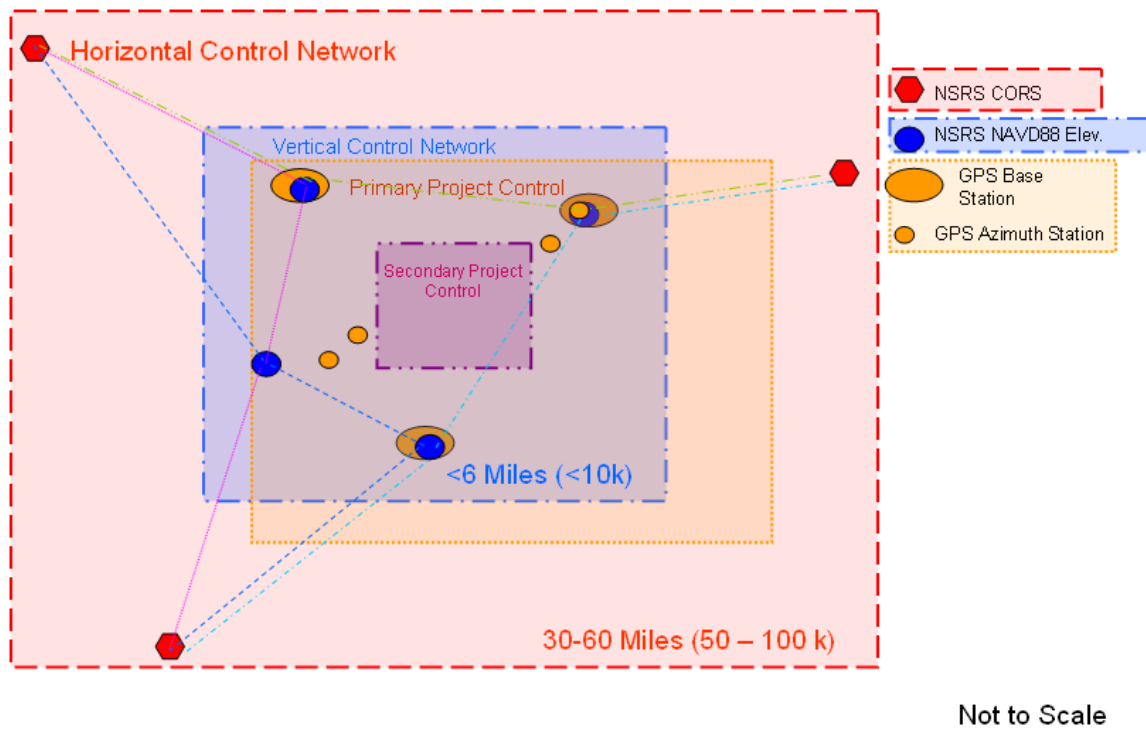 Horizontal Control Network
Vertical Control Network
Primary Project Control
Secondary Project
Control
<6 Miles (<10k)
30-60 Miles (50 – 100 k)
NSRS CORS
NSRS NAVD88 Elev.
GPS Base
Station
GPS Azimuth Station
Not to Scale